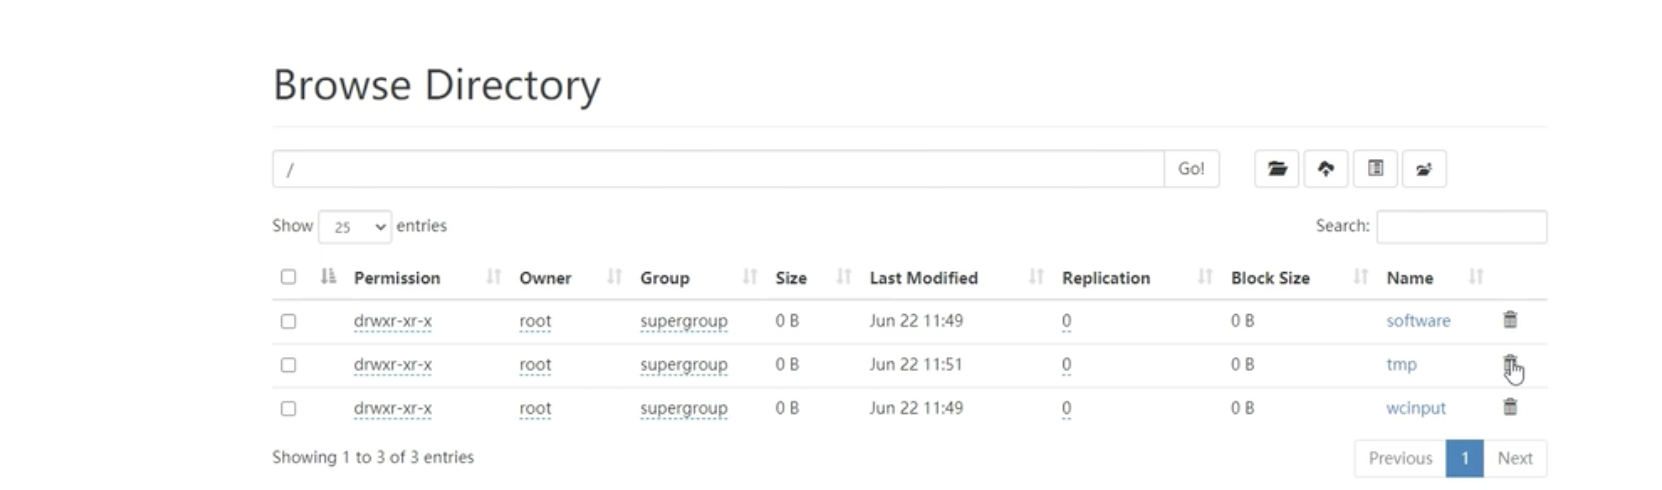 Browse Directory
/ Go!
Show 25 entries Search:
Permission Owner Group Size Last Modified Replication Block Size Name
drwxr-xr-x root supergroup 0 B Jun 22 11:49 0 0 B software
drwxr-xr-x root supergroup 0 B Jun 22 11:51 0 0 B tmp
drwxr-xr-x root supergroup 0 B Jun 22 11:49 0 0 B wcinput
Showing 1 to 3 of 3 entries Previous 1 Next